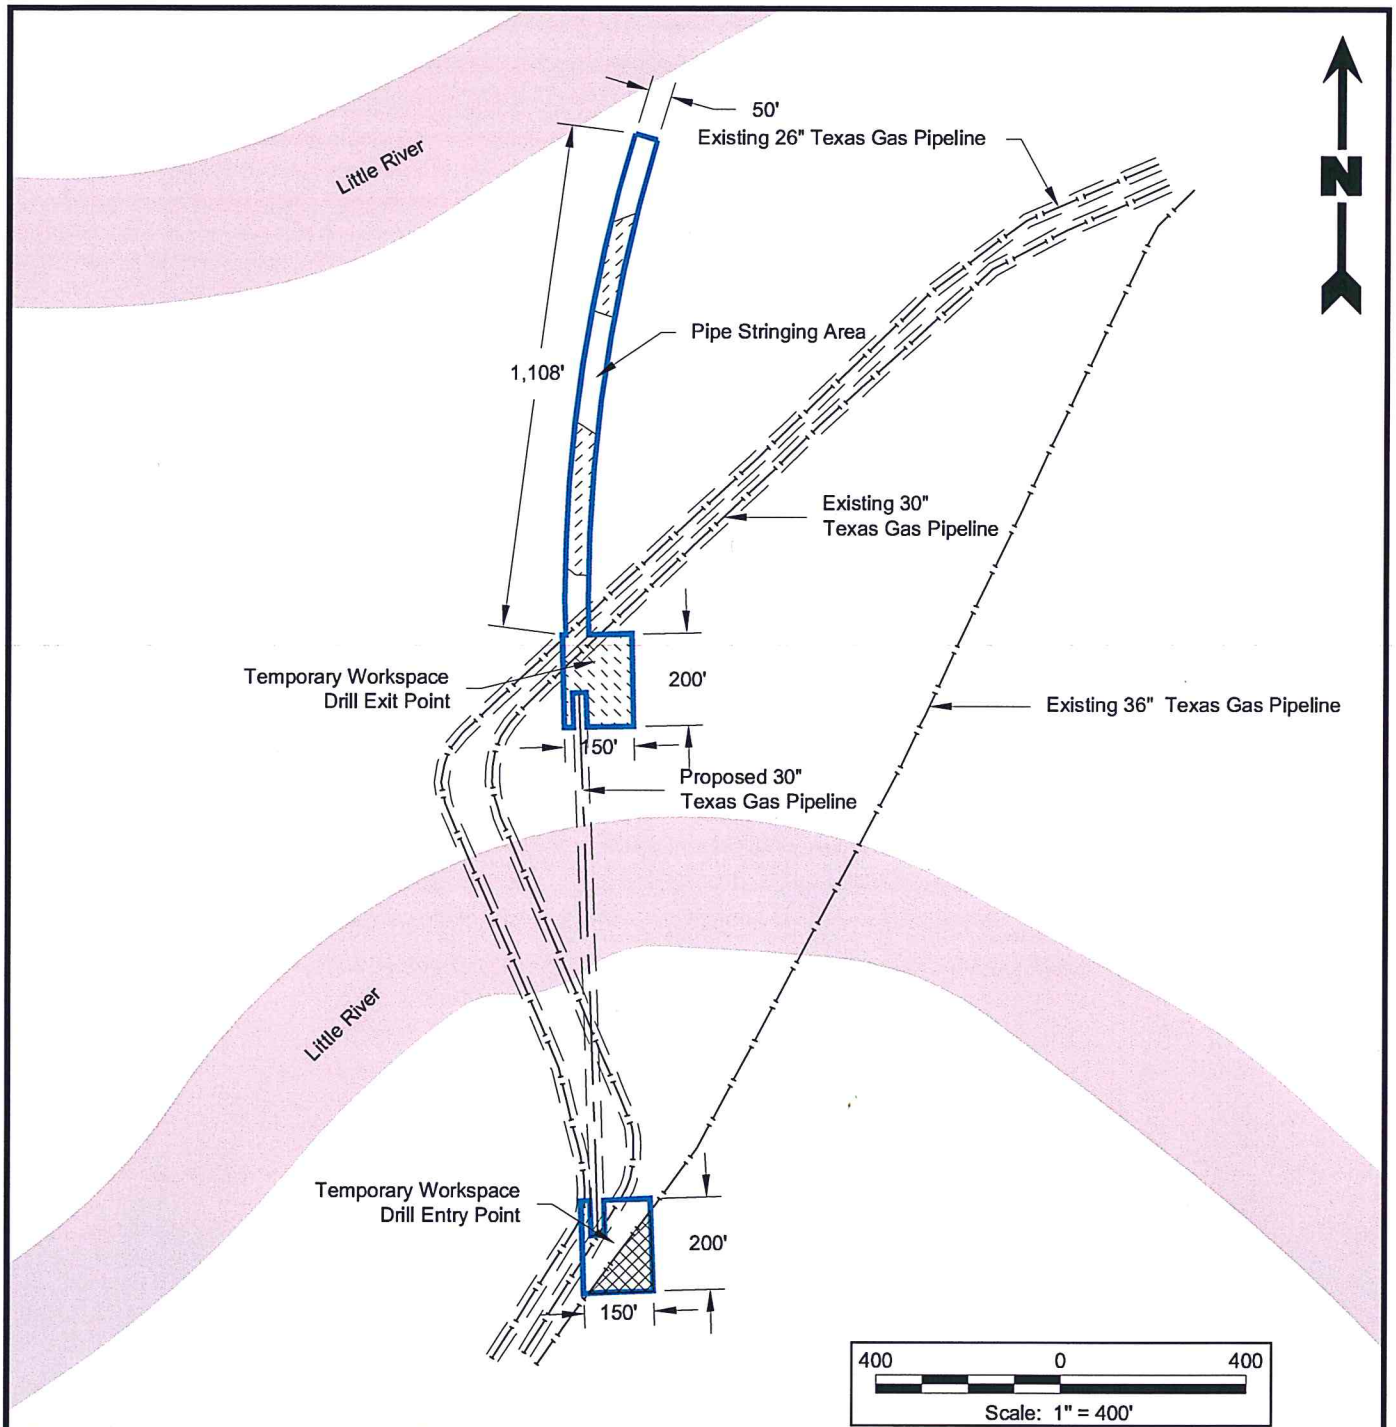 50'
Existing 26" Texas Gas Pipeline
Little River
N
Pipe Stringing Area
1,108'
Existing 30"
Texas Gas Pipeline
Temporary Workspace
Drill Exit Point
200'
Existing 36" Texas Gas Pipeline
150'
Proposed 30"
Texas Gas Pipeline
Little River
Temporary Workspace
Drill Entry Point
200'
150'
400 0 400
Scale: 1" = 400'